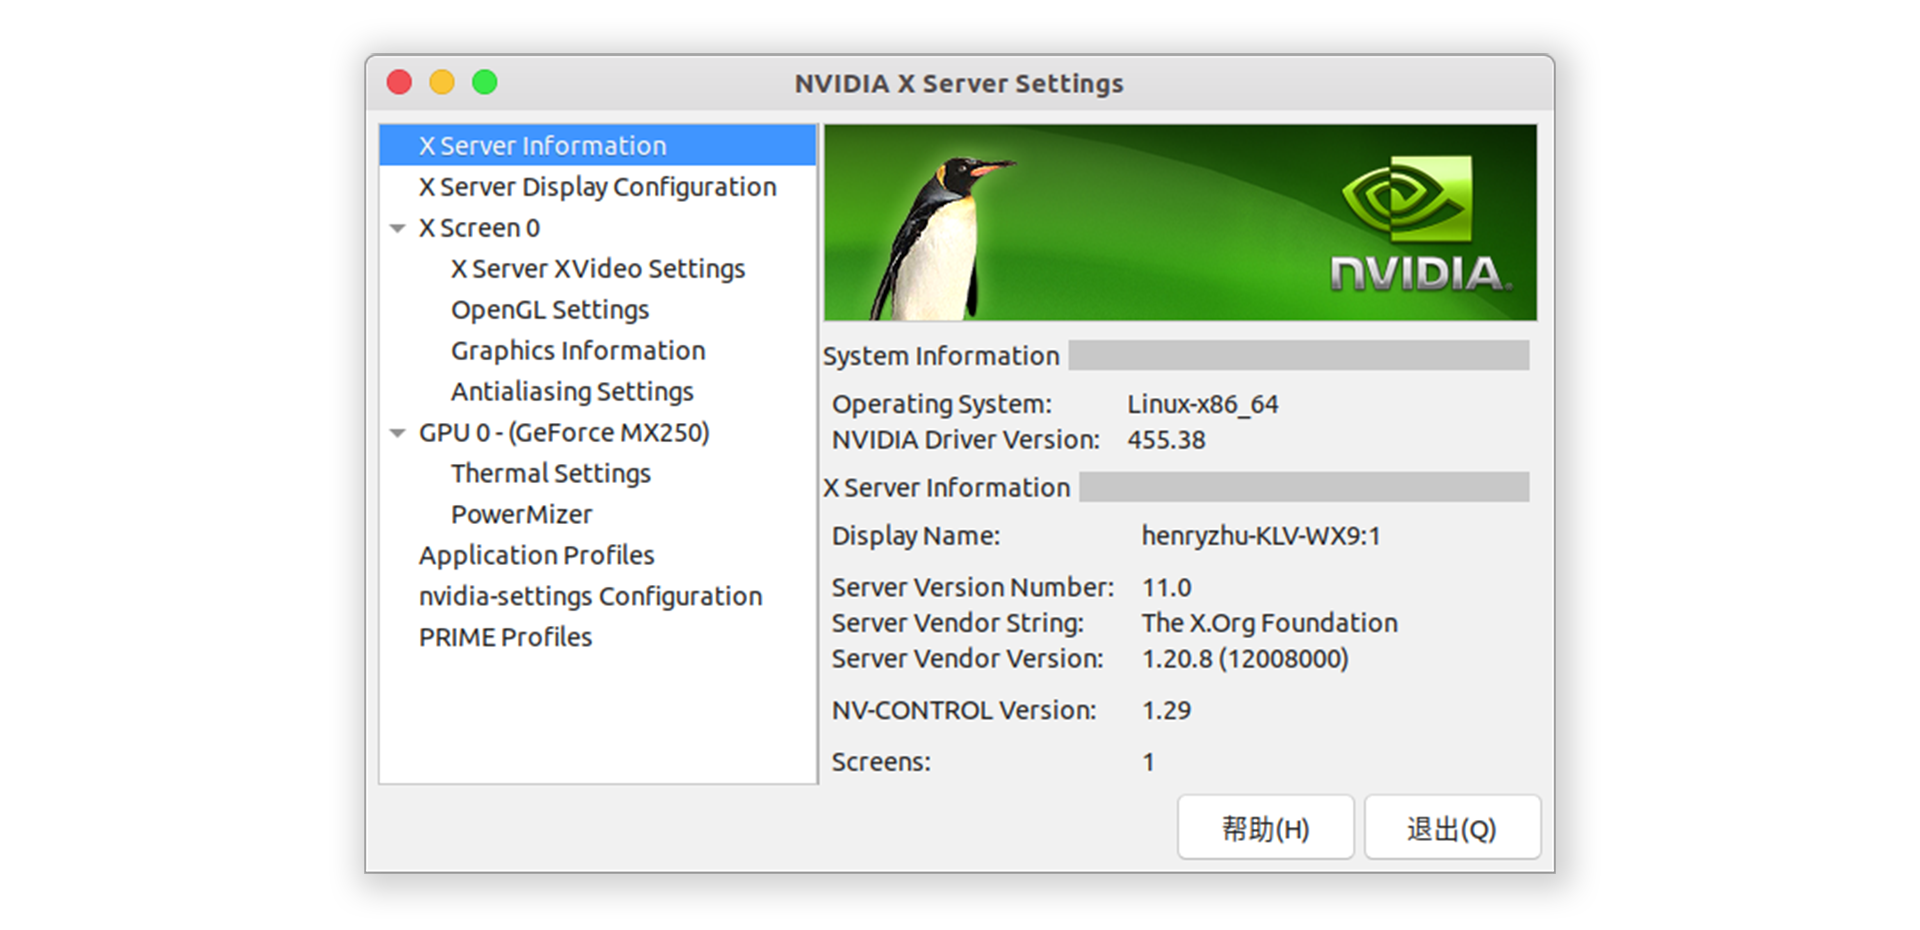 NVIDIA X Server Settings
X Server Information
X Server Display Configuration
X Screen 0
X Server XVideo Settings
OpenGL Settings
Graphics Information
Antialiasing Settings
GPU 0 - (GeForce MX250)
Thermal Settings
PowerMizer
Application Profiles
nvidia-settings Configuration
PRIME Profiles
NVIDIA.
System Information
Operating System: Linux-x86_64
NVIDIA Driver Version: 455.38
X Server Information
Display Name: henryzhu-KLV-WX9:1
Server Version Number: 11.0
Server Vendor String: The X.Org Foundation
Server Vendor Version: 1.20.8 (12008000)
NV-CONTROL Version: 1.29
Screens: 1
帮助(H) 退出(Q)